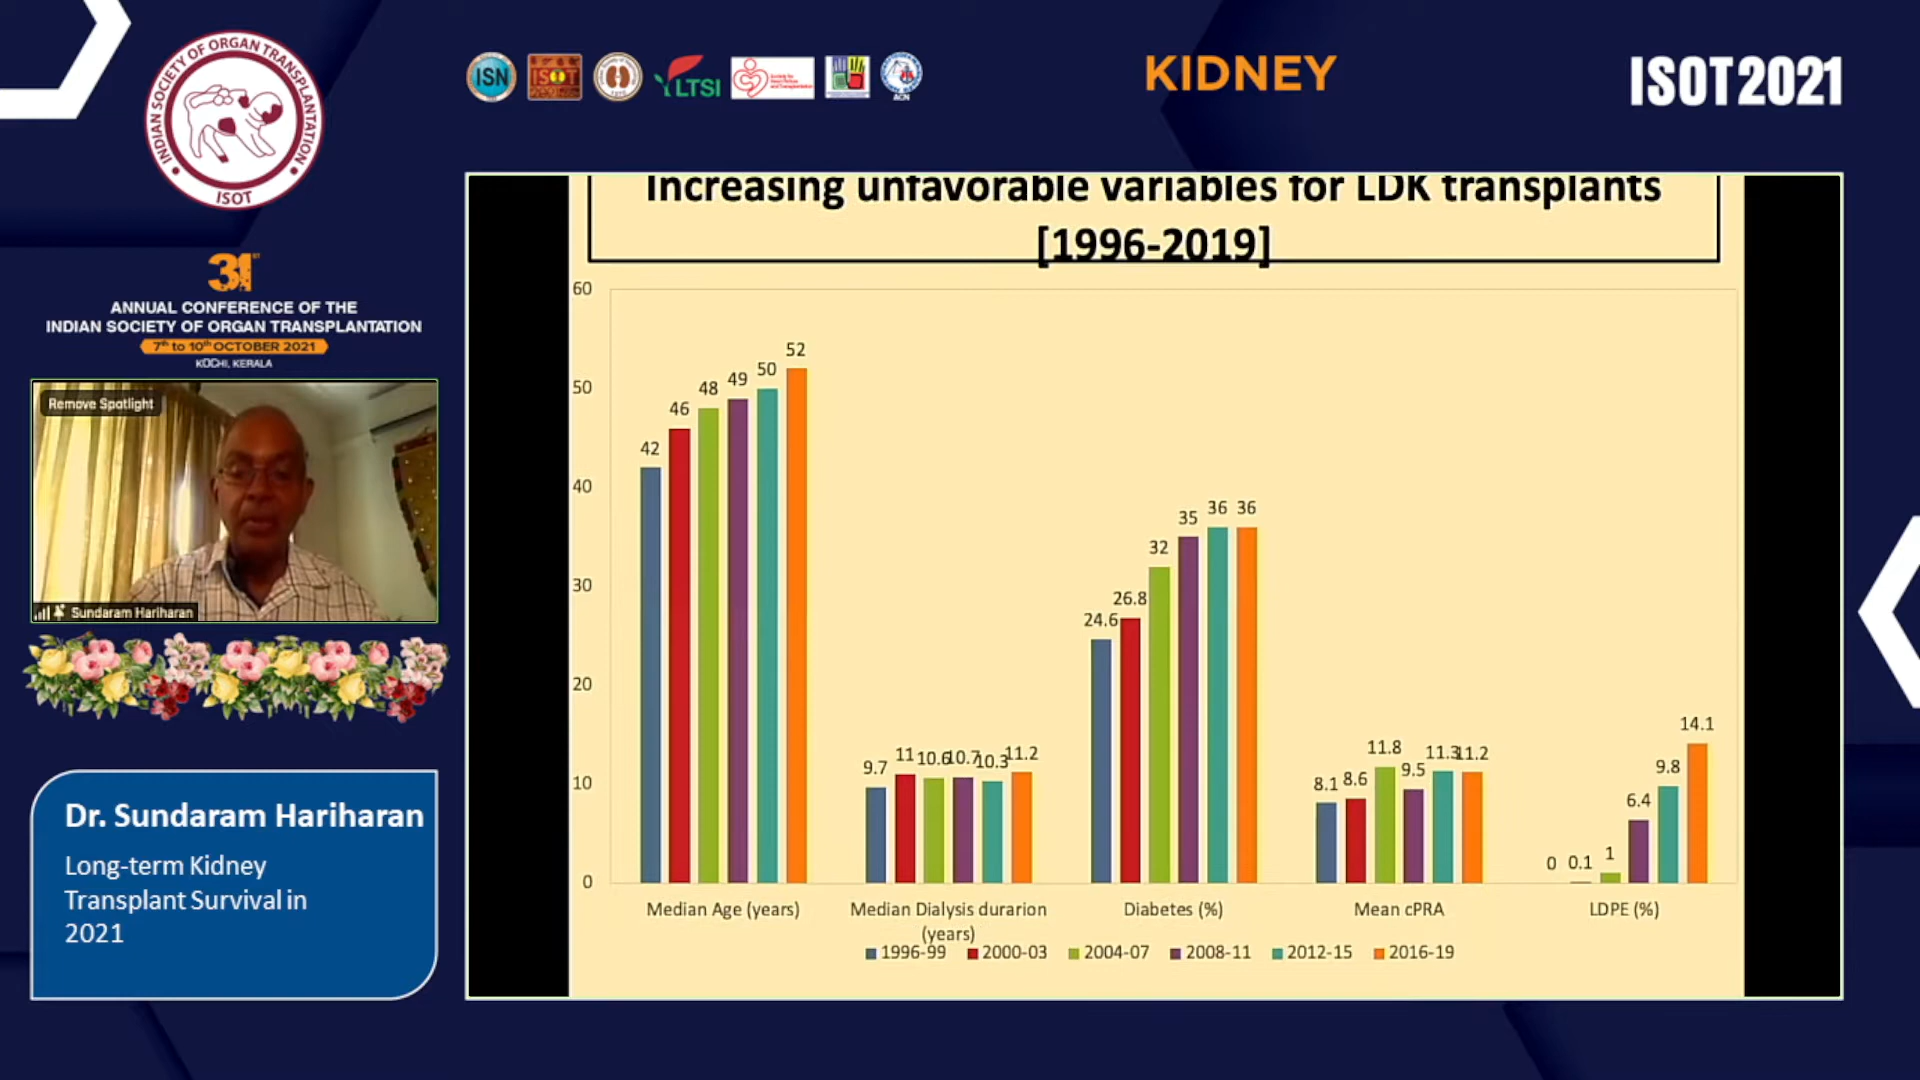 INDIAN SOCIETY OF ORGAN TRANSPLANTATION
ISOT
ISN
ISOT
LTSI
ACN
KIDNEY
ISOT2021
31ST
ANNUAL CONFERENCE OF THE
INDIAN SOCIETY OF ORGAN TRANSPLANTATION
7th to 10th OCTOBER 2021
KOCHI, KERALA
Remove Spotlight
Sundaram Hariharan
Dr. Sundaram Hariharan
Long-term Kidney
Transplant Survival in
2021
Increasing unfavorable variables for LDK transplants
[1996-2019]
60
50
40
30
20
10
0
42 46 48 49 50 52
9.7 11 10.6 10.7 10.3 11.2
24.6 26.8 32 35 36 36
8.1 8.6 11.8 9.5 11.3 11.2
0 0.1 1 6.4 9.8 14.1
Median Age (years)
Median Dialysis durarion
(years)
Diabetes (%)
Mean cPRA
LDPE (%)
1996-99 2000-03 2004-07 2008-11 2012-15 2016-19